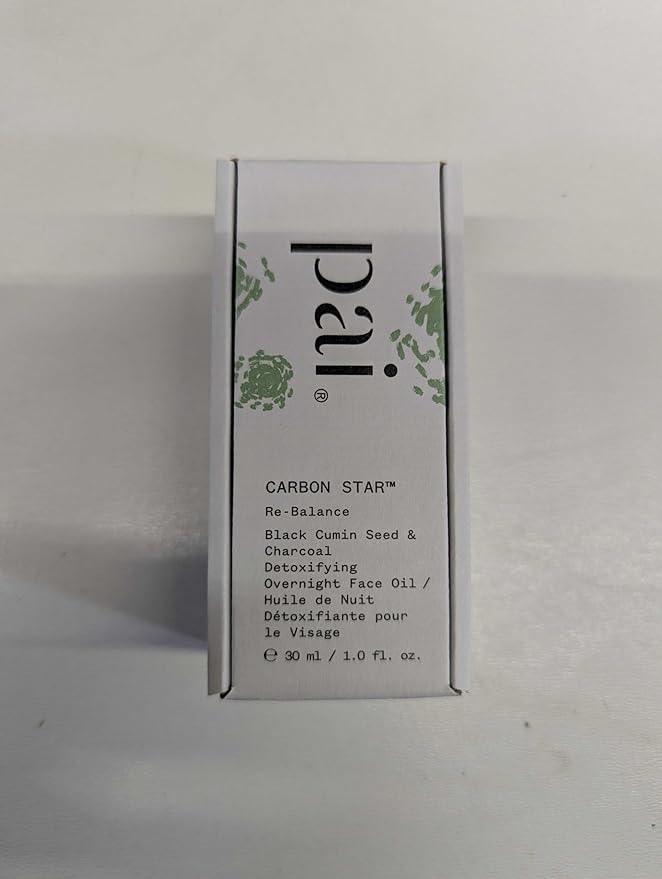 pai®
CARBON STAR™
Re-Balance
Black Cumin Seed &
Charcoal
Detoxifying
Overnight Face Oil /
Huile de Nuit
Détoxifiante pour
le Visage
℮ 30 ml / 1.0 fl. oz.